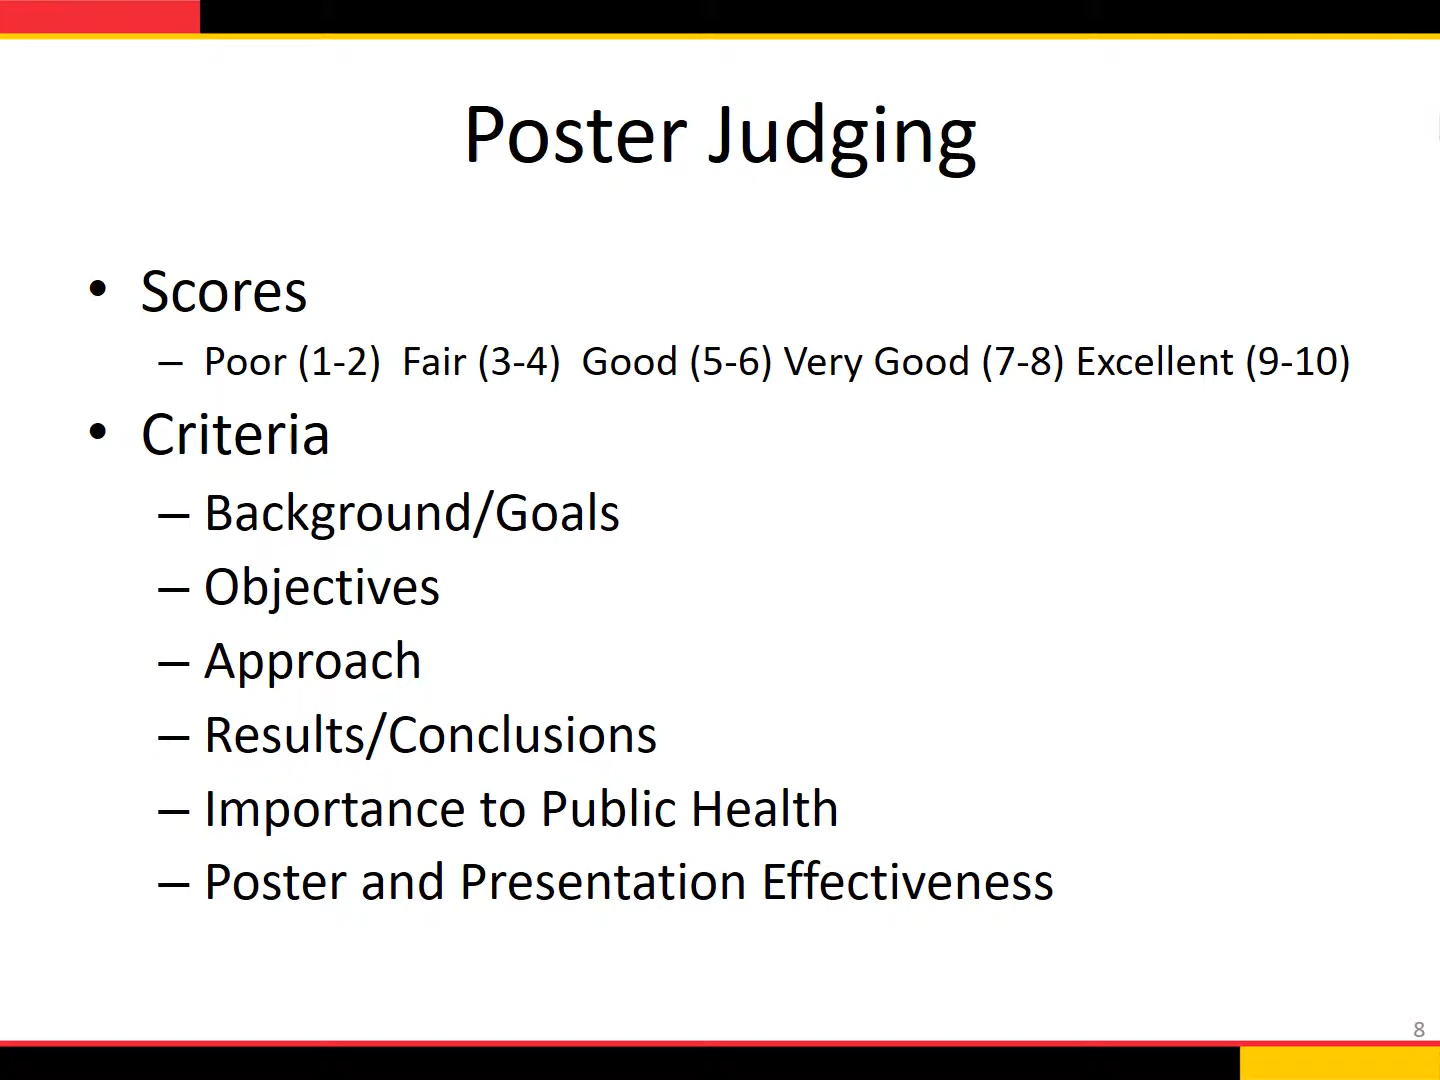 Poster Judging
• Scores
– Poor (1-2)  Fair (3-4)  Good (5-6) Very Good (7-8) Excellent (9-10)
• Criteria
– Background/Goals
– Objectives
– Approach
– Results/Conclusions
– Importance to Public Health
– Poster and Presentation Effectiveness
8